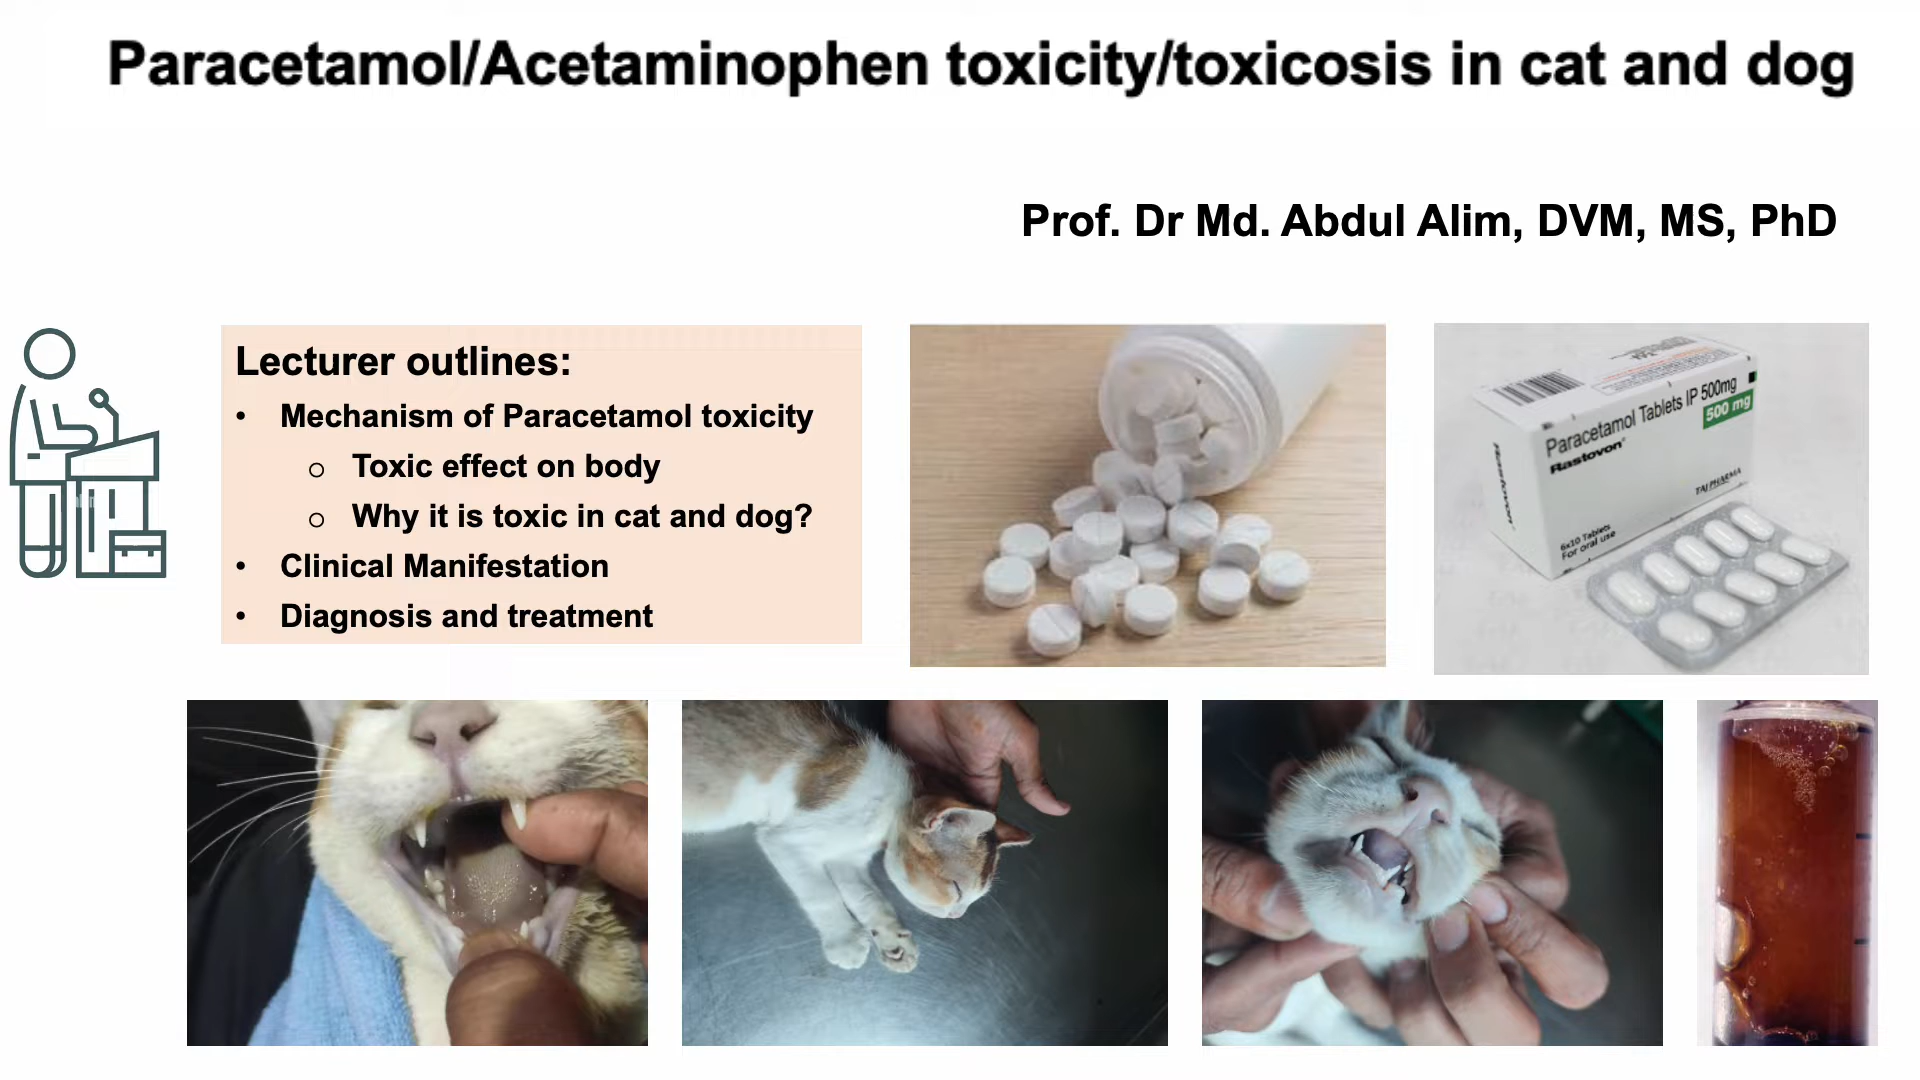 Paracetamol/Acetaminophen toxicity/toxicosis in cat and dog
Prof. Dr Md. Abdul Alim, DVM, MS, PhD
Lecturer outlines:
• Mechanism of Paracetamol toxicity
o Toxic effect on body
o Why it is toxic in cat and dog?
• Clinical Manifestation
• Diagnosis and treatment
Paracetamol Tablets IP 500mg
500 mg
Rastovon
TAJ PHARMA
6x10 Tablets
For oral use
Rastovon